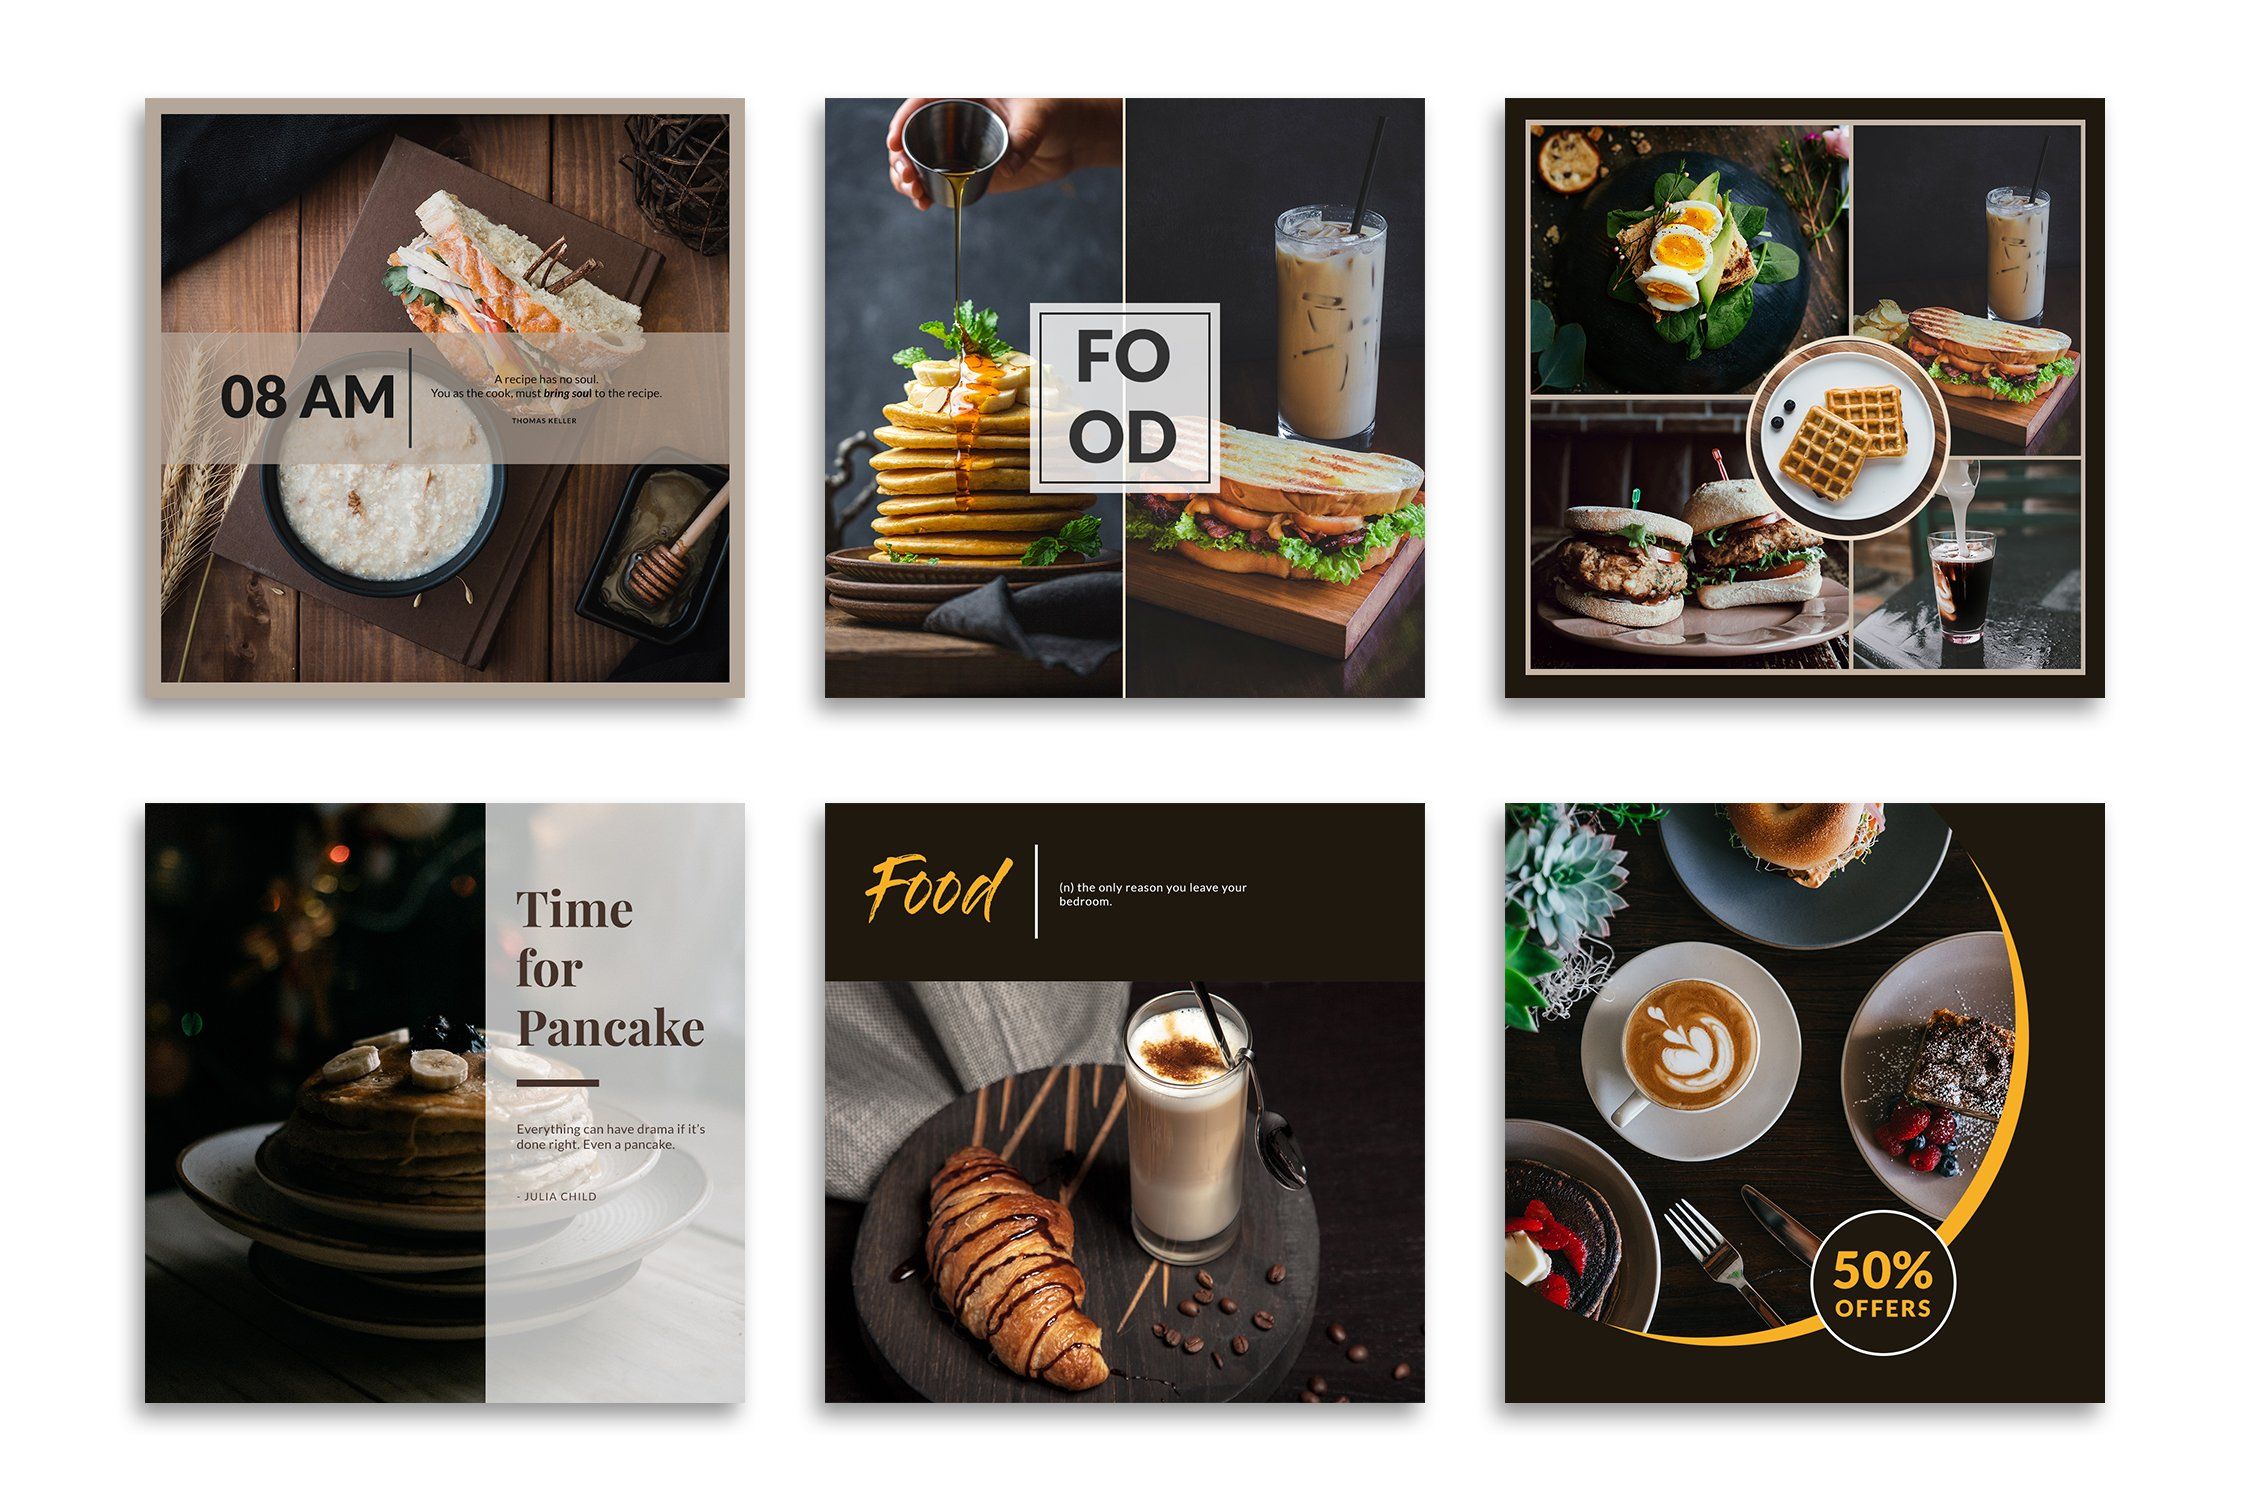 08 AM
A recipe has no soul.
You as the cook, must bring soul to the recipe.
THOMAS KELLER
FO
OD
Time
for
Pancake
Everything can have drama if it's
done right. Even a pancake.
- JULIA CHILD
Food
(n) the only reason you leave your
bedroom.
50%
OFFERS